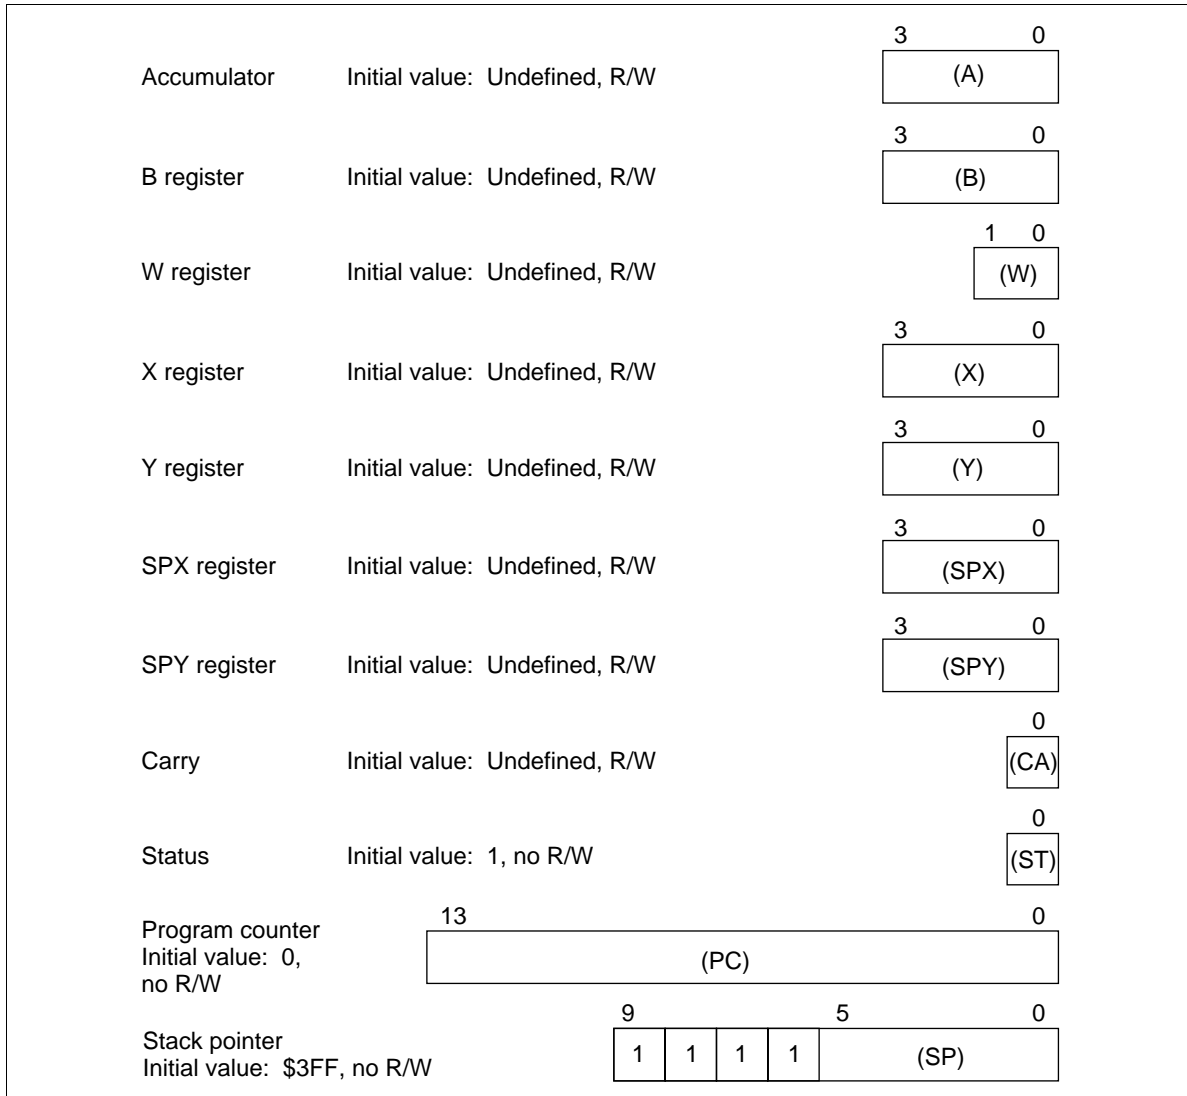 3 0
Accumulator Initial value: Undefined, R/W (A)
3 0
B register Initial value: Undefined, R/W (B)
1 0
W register Initial value: Undefined, R/W (W)
3 0
X register Initial value: Undefined, R/W (X)
3 0
Y register Initial value: Undefined, R/W (Y)
3 0
SPX register Initial value: Undefined, R/W (SPX)
3 0
SPY register Initial value: Undefined, R/W (SPY)
0
Carry Initial value: Undefined, R/W (CA)
0
Status Initial value: 1, no R/W (ST)
13 0
Program counter
Initial value: 0, (PC)
no R/W
9 5 0
Stack pointer
1 1 1 1 (SP)
Initial value: $3FF, no R/W